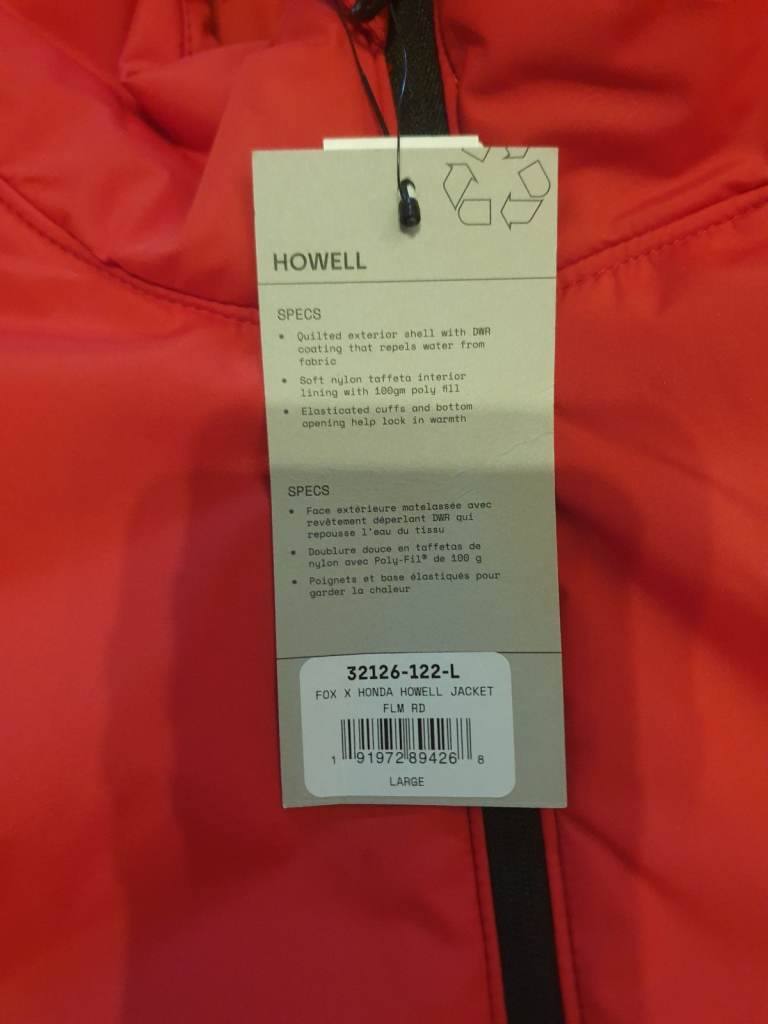 HOWELL
SPECS
• Quilted exterior shell with DWR
coating that repels water from
fabric
• Soft nylon taffeta interior
lining with 100gm poly fill
• Elasticated cuffs and bottom
opening help lock in warmth
SPECS
• Face extérieure matelassée avec
revêtement déperlant DWR qui
repousse l'eau du tissu
• Doublure douce en taffetas de
nylon avec Poly-Fil® de 100 g
• Poignets et base élastiqués pour
garder la chaleur
32126-122-L
FOX X HONDA HOWELL JACKET
FLM RD
1 91972 89426 8
LARGE